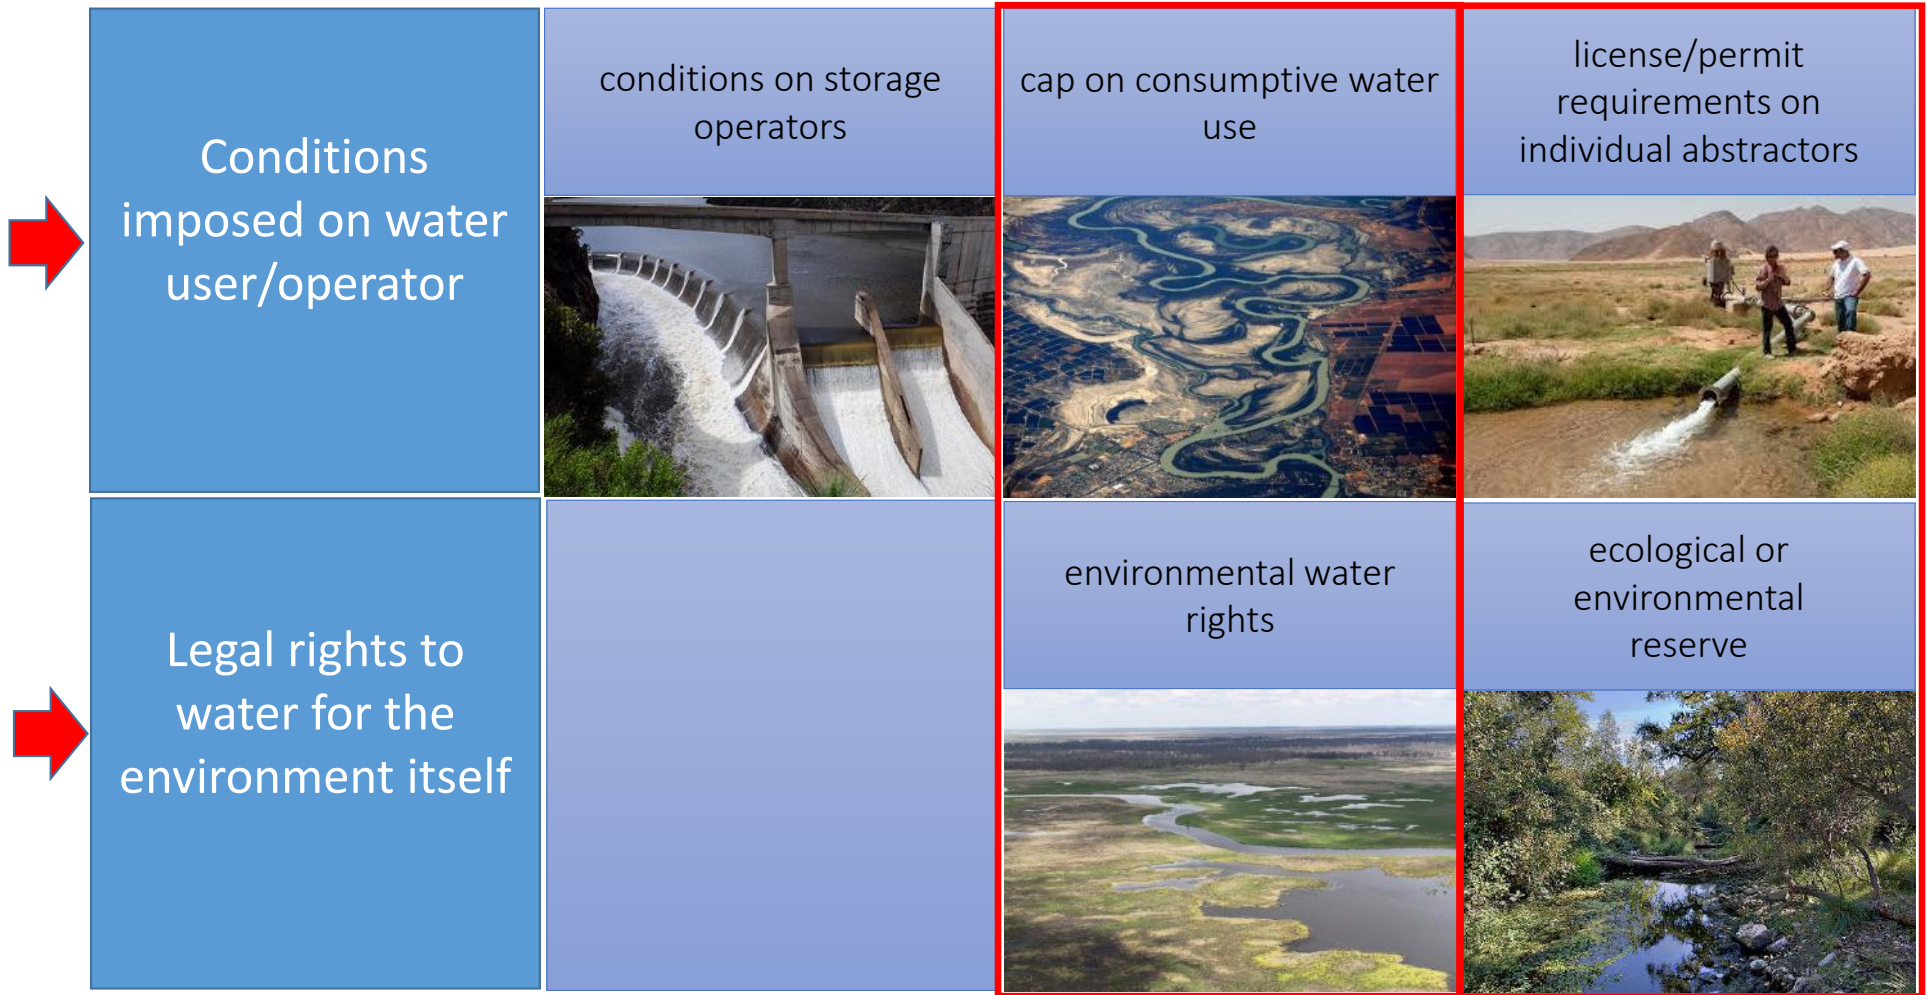 Conditions
imposed on water
user/operator
conditions on storage
operators
cap on consumptive water
use
license/permit
requirements on
individual abstractors
Legal rights to
water for the
environment itself
environmental water
rights
ecological or
environmental
reserve